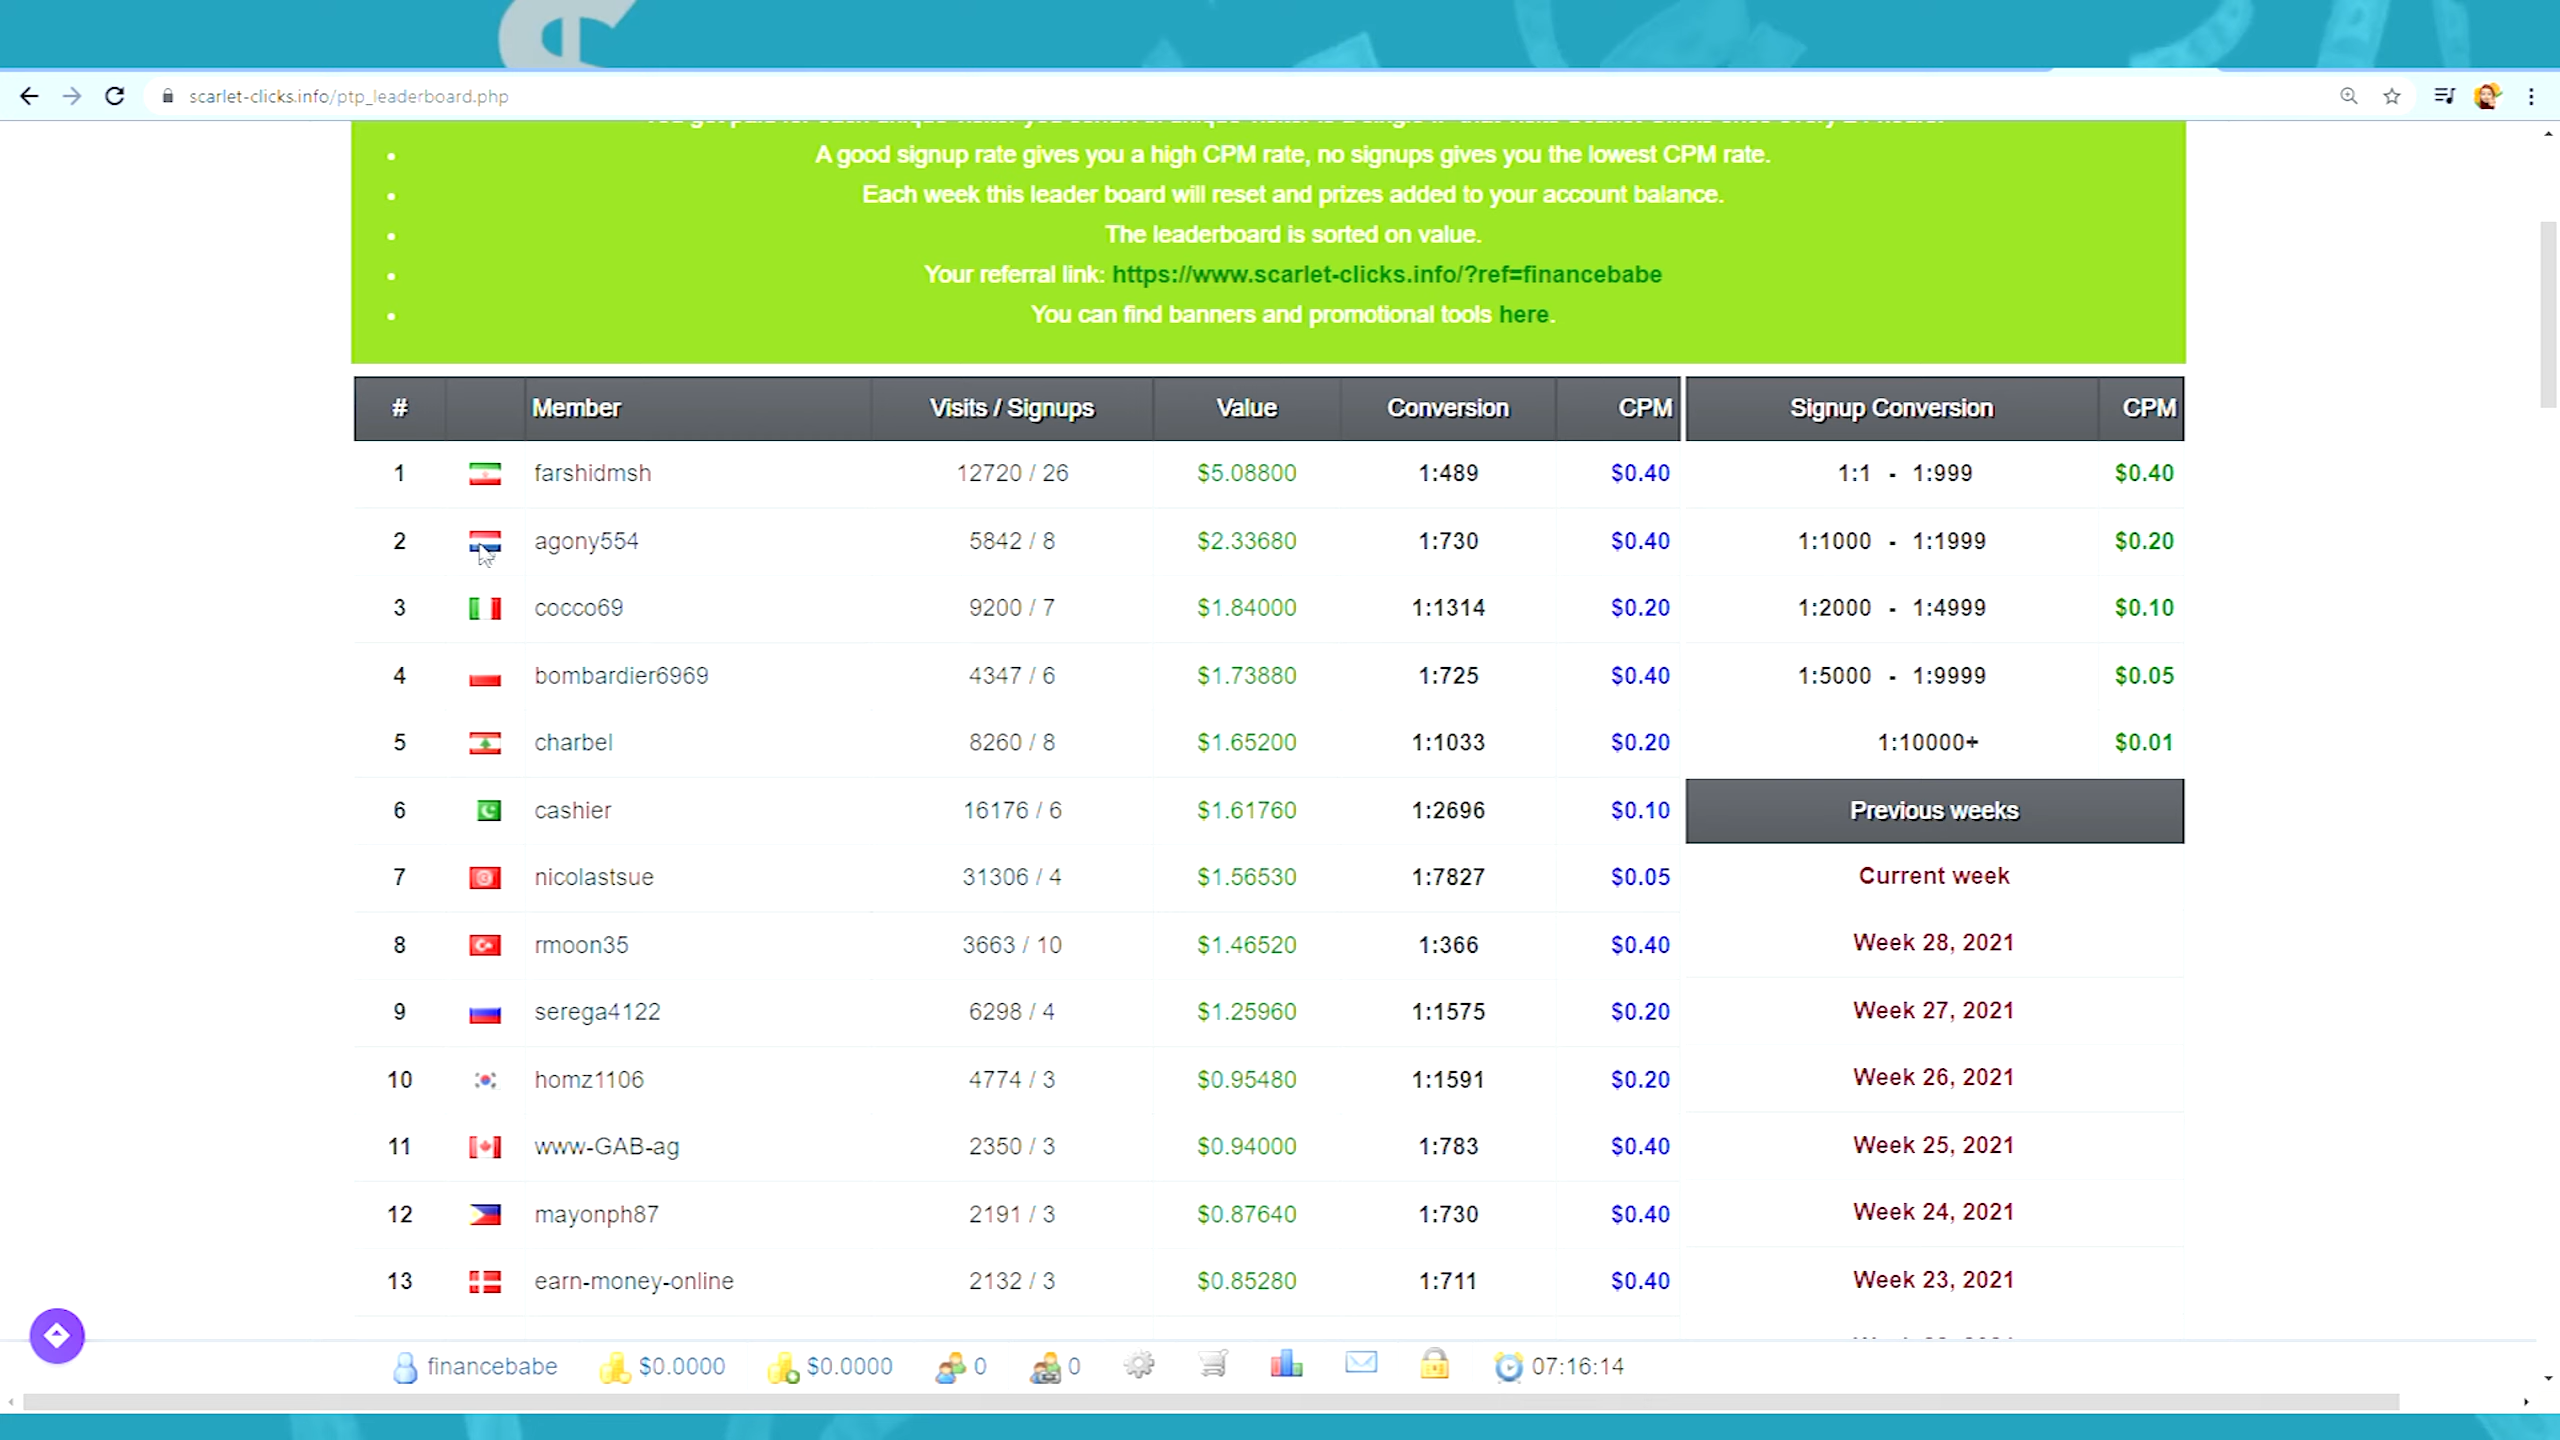 scarlet-clicks.info/ptp_leaderboard.php
A good signup rate gives you a high CPM rate, no signups gives you the lowest CPM rate.
Each week this leader board will reset and prizes added to your account balance.
The leaderboard is sorted on value.
Your referral link: https://www.scarlet-clicks.info/?ref=financebabe
You can find banners and promotional tools here.
# Member Visits / Signups Value Conversion CPM Signup Conversion CPM
1 farshidmsh 12720 / 26 $5.08800 1:489 $0.40 1:1 - 1:999 $0.40
2 agony554 5842 / 8 $2.33680 1:730 $0.40 1:1000 - 1:1999 $0.20
3 cocco69 9200 / 7 $1.84000 1:1314 $0.20 1:2000 - 1:4999 $0.10
4 bombardier6969 4347 / 6 $1.73880 1:725 $0.40 1:5000 - 1:9999 $0.05
5 charbel 8260 / 8 $1.65200 1:1033 $0.20 1:10000+ $0.01
6 cashier 16176 / 6 $1.61760 1:2696 $0.10 Previous weeks
7 nicolastsue 31306 / 4 $1.56530 1:7827 $0.05 Current week
8 rmoon35 3663 / 10 $1.46520 1:366 $0.40 Week 28, 2021
9 serega4122 6298 / 4 $1.25960 1:1575 $0.20 Week 27, 2021
10 homz1106 4774 / 3 $0.95480 1:1591 $0.20 Week 26, 2021
11 www-GAB-ag 2350 / 3 $0.94000 1:783 $0.40 Week 25, 2021
12 mayonph87 2191 / 3 $0.87640 1:730 $0.40 Week 24, 2021
13 earn-money-online 2132 / 3 $0.85280 1:711 $0.40 Week 23, 2021
financebabe $0.0000 $0.0000 0 0 07:16:14